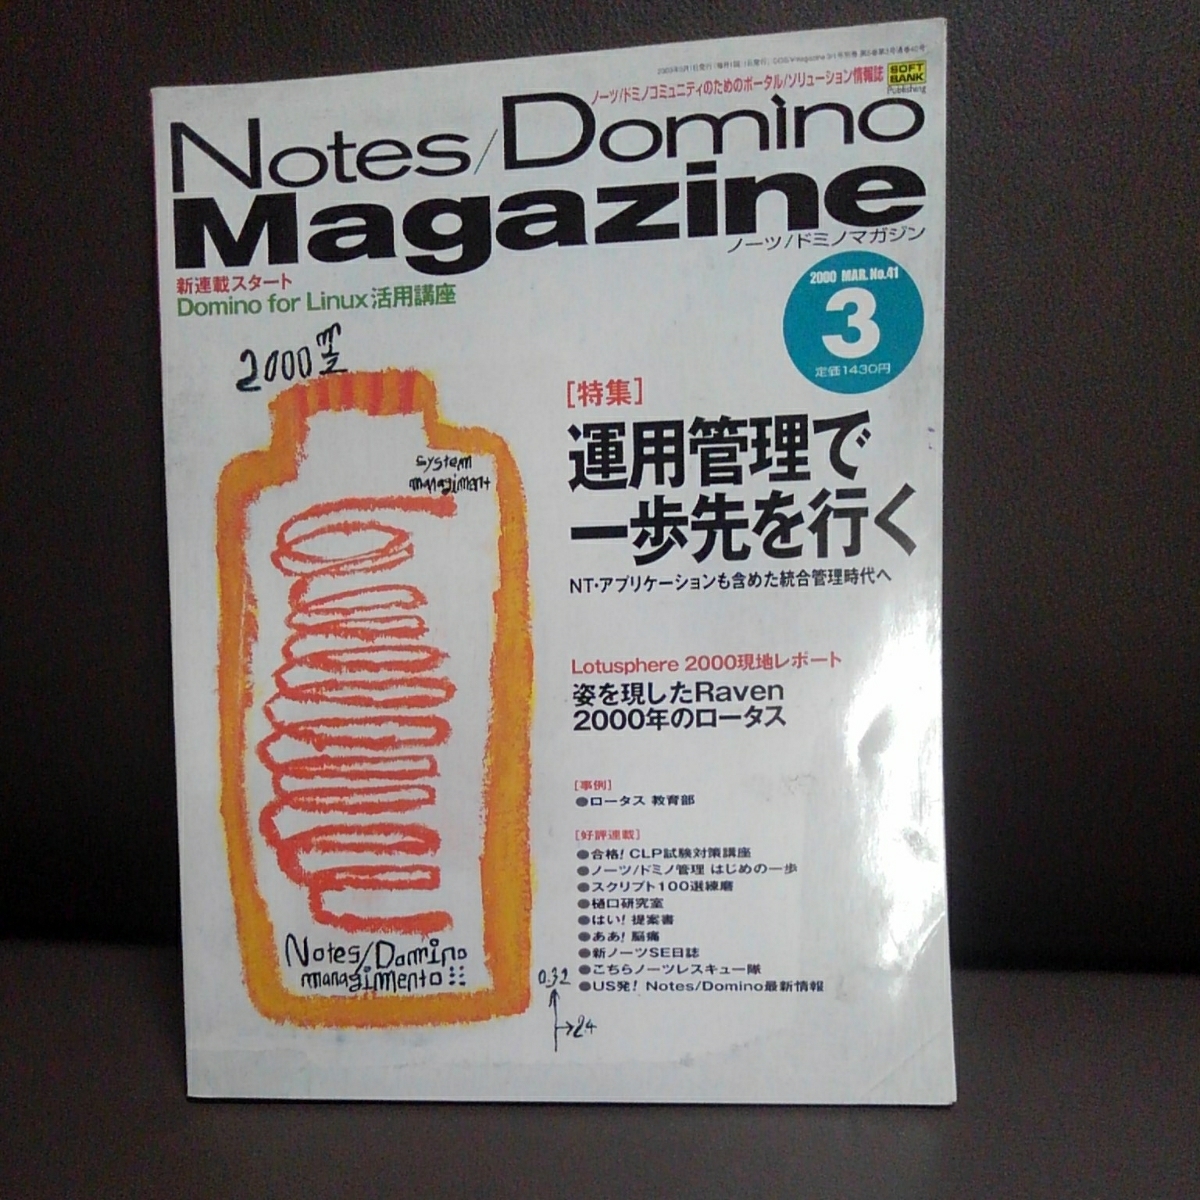 ノーツ/ドミノコミュニティのためのポータル/ソリューション情報誌
SOFT
BANK
Publishing
Notes/Domino
Magazine
ノーツ/ドミノマガジン
新連載スタート
Domino for Linux活用講座
2000 MAR. No.41
3
定価1430円
2000
[特集]
運用管理で
一歩先を行く
NT・アプリケーションも含めた統合管理時代へ
system
managiment
Lotusphere 2000現地レポート
姿を現したRaven
2000年のロータス
[事例]
●ロータス 教育部
[好評連載]
●合格! CLP試験対策講座
●ノーツ/ドミノ管理 はじめの一歩
●スクリプト100選練磨
●樋口研究室
●はい! 提案書
●ああ! 脳痛
●新ノーツSE日誌
●こちらノーツレスキュー隊
●US発! Notes/Domino最新情報
Notes/Domino
managimento
0.32
24